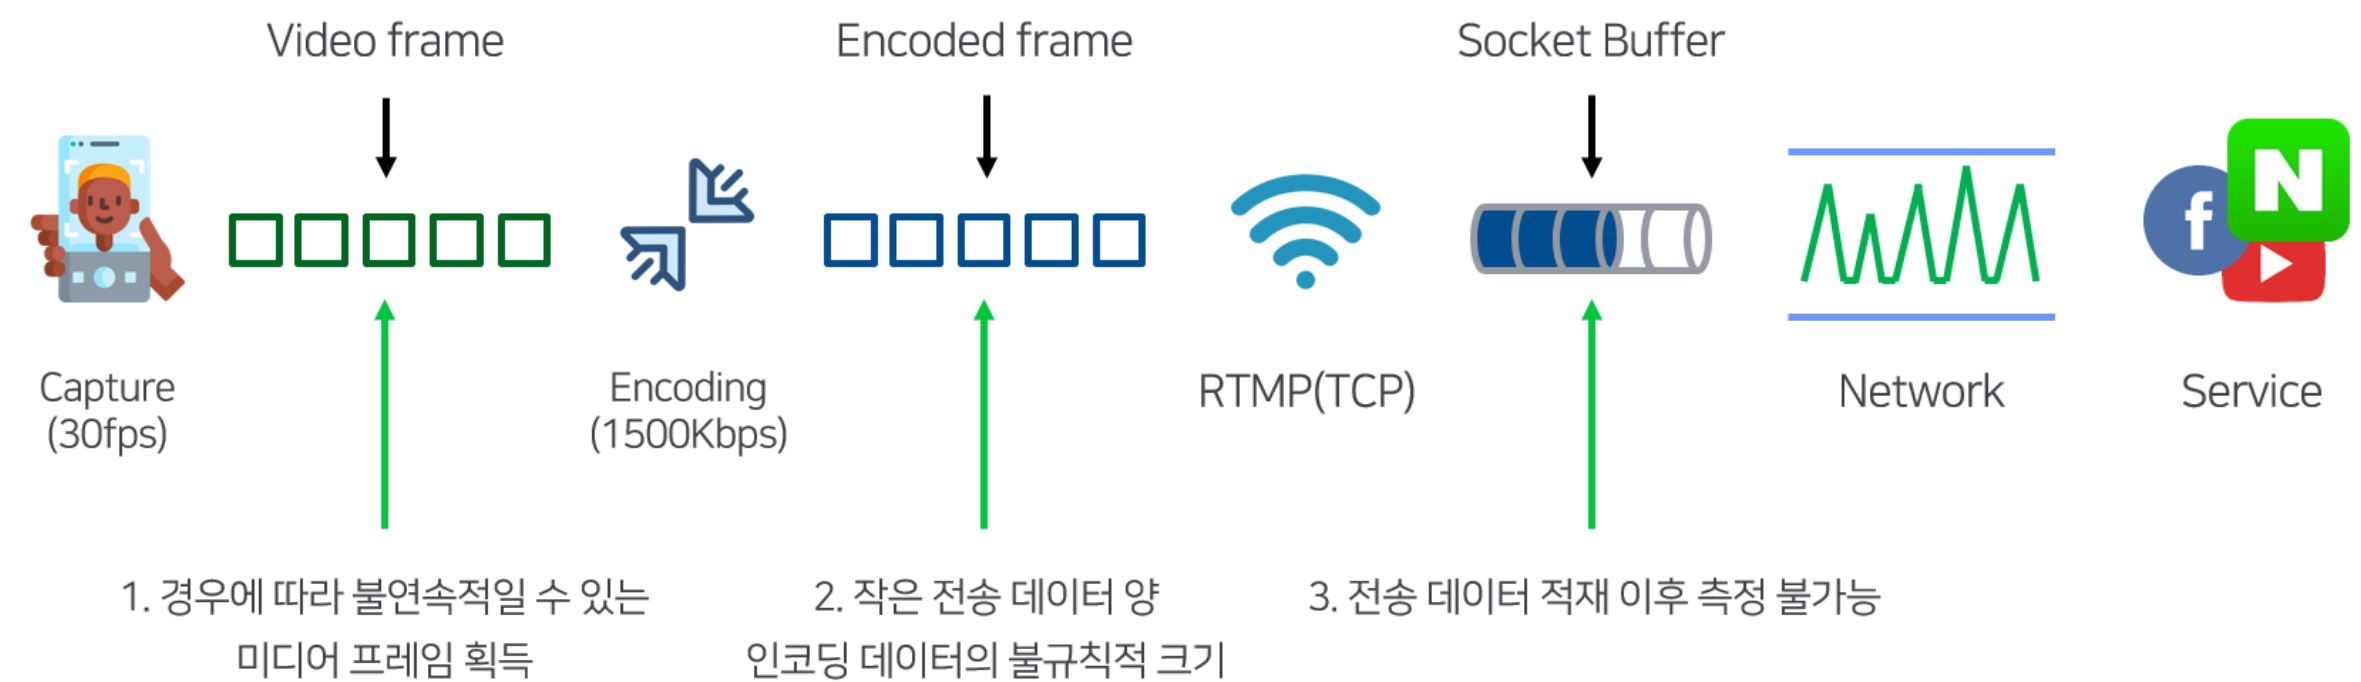 Video frame
Encoded frame
Socket Buffer
f
N
Capture
(30fps)
Encoding
(1500Kbps)
RTMP(TCP)
Network
Service
1. 경우에 따라 불연속적일 수 있는
미디어 프레임 획득
2. 작은 전송 데이터 양
인코딩 데이터의 불규칙적 크기
3. 전송 데이터 적재 이후 측정 불가능